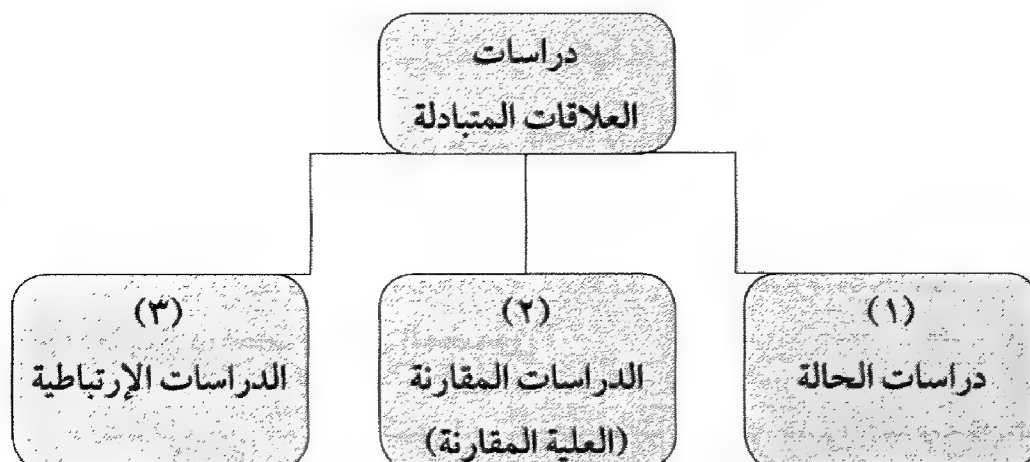 دراسات
العلاقات المتبادلة
(١)
دراسات الحالة
(٢)
الدراسات المقارنة
(العلية المقارنة)
(٣)
الدراسات الإرتباطية